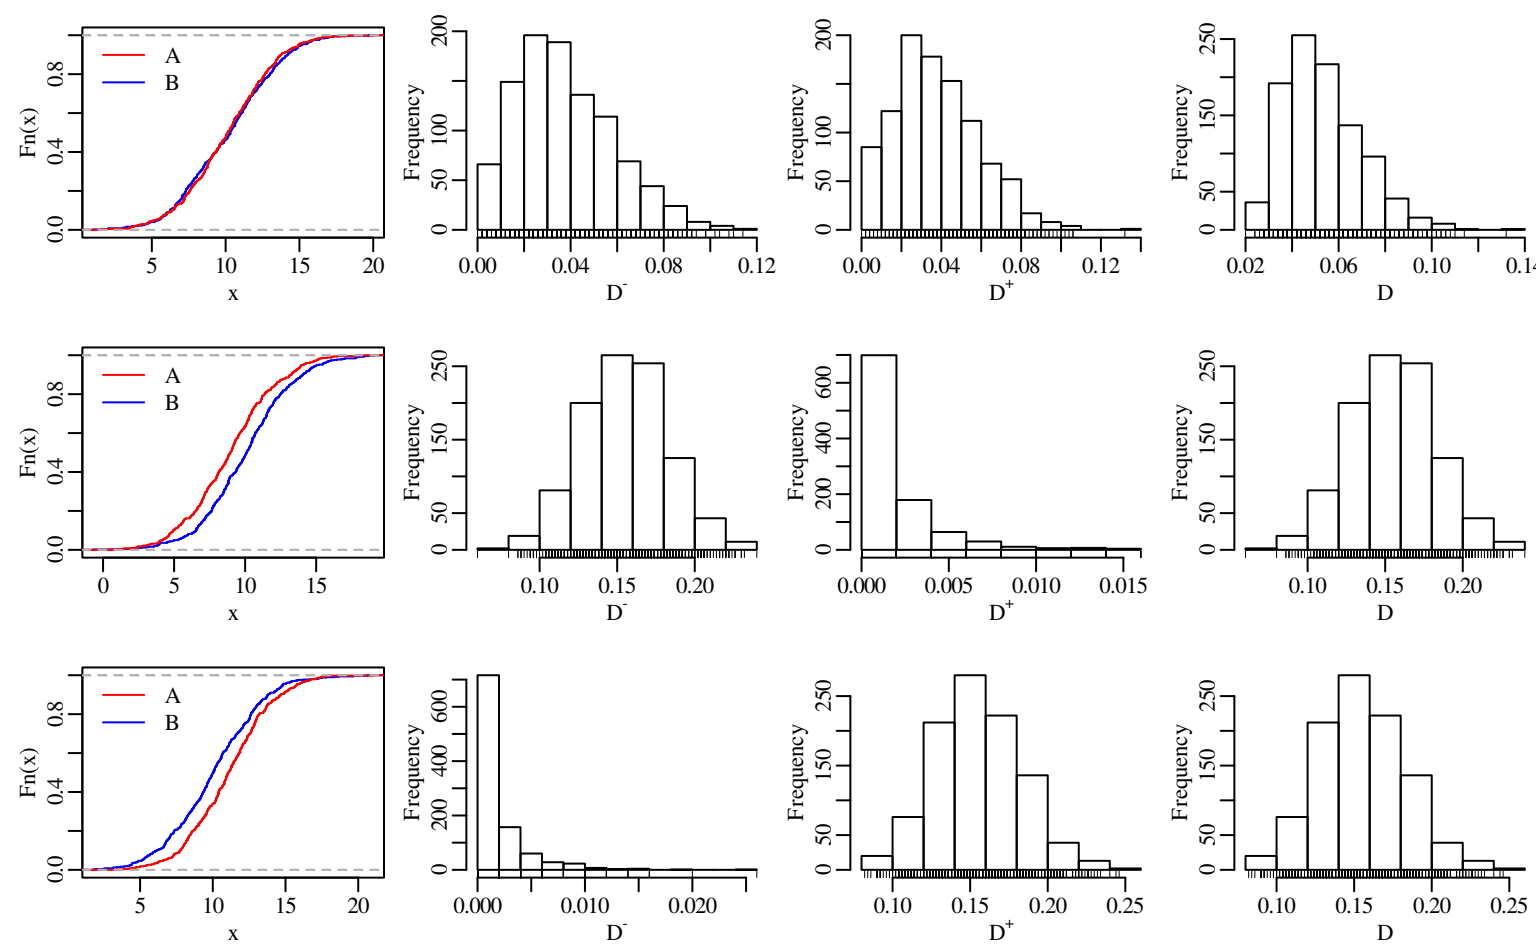 Fn(x)
0.0 0.4 0.8
A
B
5 10 15 20
x
Frequency
0 50 100 200
0.00 0.04 0.08 0.12
D-
Frequency
0 50 100 200
0.00 0.04 0.08 0.12
D+
Frequency
0 50 150 250
0.02 0.06 0.10 0.14
D
Fn(x)
0.0 0.4 0.8
A
B
0 5 10 15
x
Frequency
0 50 150 250
0.10 0.15 0.20
D-
Frequency
0 200 400 600
0.000 0.005 0.010 0.015
D+
Frequency
0 50 150 250
0.10 0.15 0.20
D
Fn(x)
0.0 0.4 0.8
A
B
5 10 15 20
x
Frequency
0 200 400 600
0.000 0.010 0.020
D-
Frequency
0 50 150 250
0.10 0.15 0.20 0.25
D+
Frequency
0 50 150 250
0.10 0.15 0.20 0.25
D